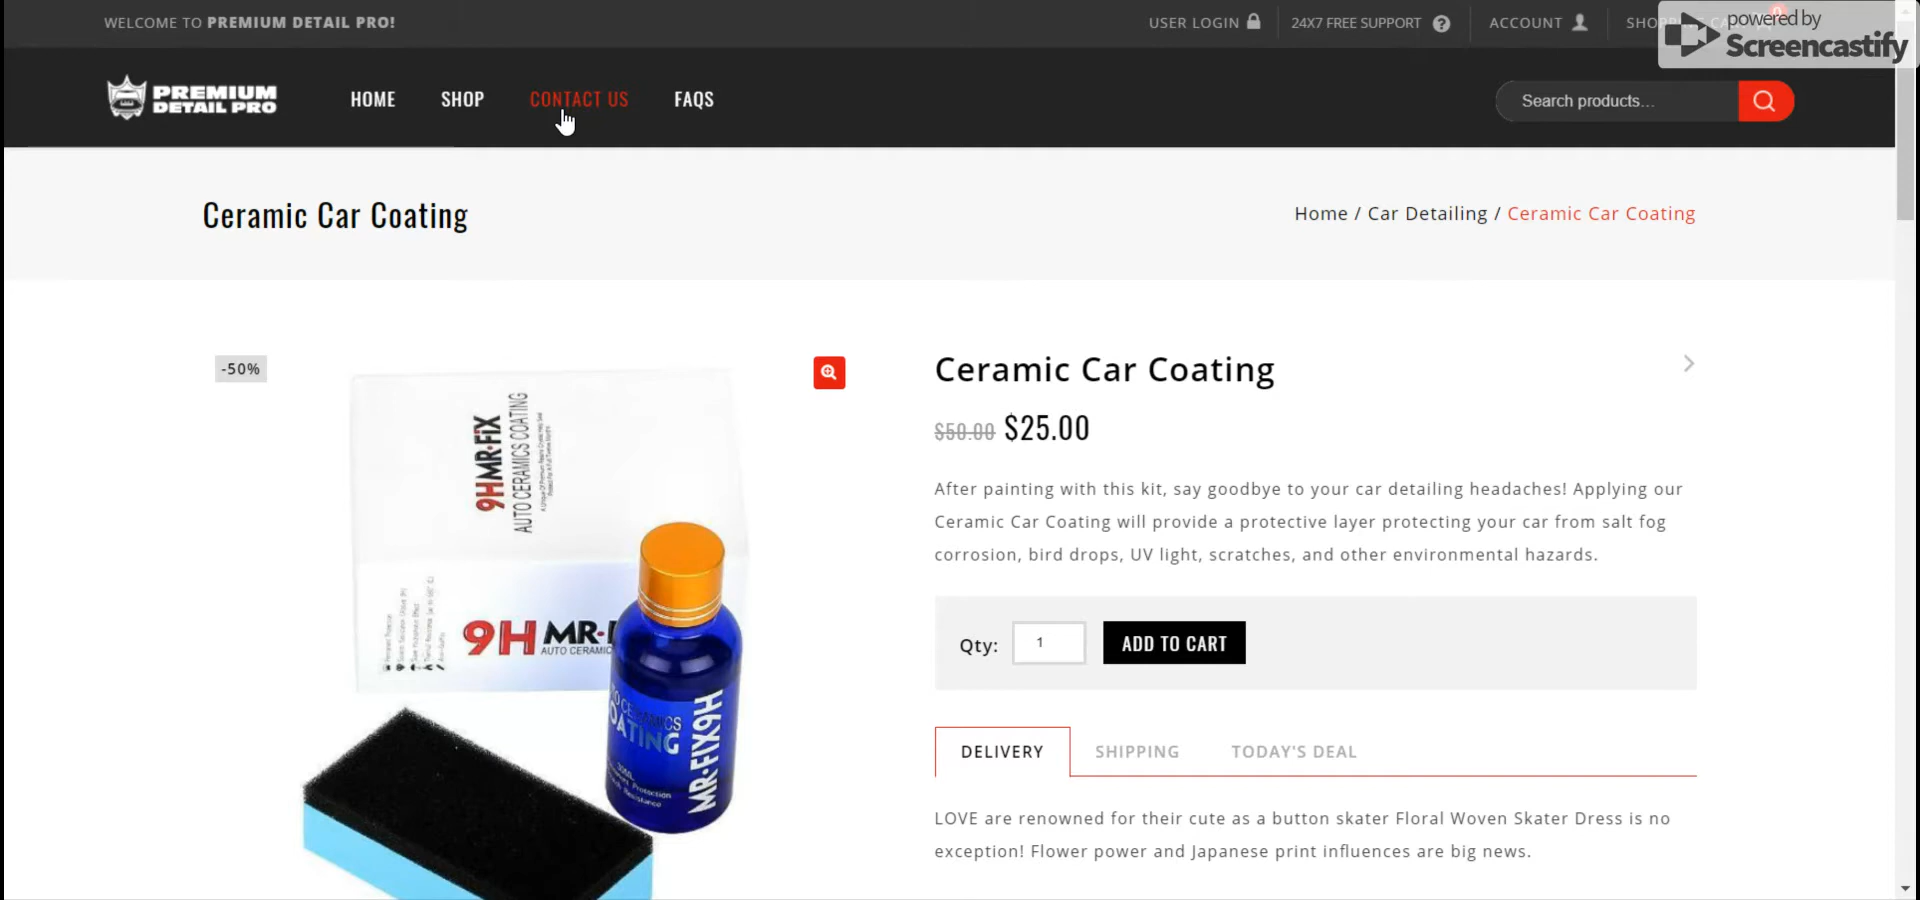 WELCOME TO PREMIUM DETAIL PRO!
USER LOGIN
24X7 FREE SUPPORT
ACCOUNT
powered by
Screencastify
PREMIUM
DETAIL PRO
HOME
SHOP
CONTACT US
FAQS
Search products...
Ceramic Car Coating
Home / Car Detailing / Ceramic Car Coating
-50%
Ceramic Car Coating
$50.00 $25.00
After painting with this kit, say goodbye to your car detailing headaches! Applying our
Ceramic Car Coating will provide a protective layer protecting your car from salt fog
corrosion, bird drops, UV light, scratches, and other environmental hazards.
Qty: 1
ADD TO CART
DELIVERY
SHIPPING
TODAY'S DEAL
LOVE are renowned for their cute as a button skater Floral Woven Skater Dress is no
exception! Flower power and Japanese print influences are big news.
9H MR·FIX
AUTO CERAMICS COATING
9H
AUTO CERAMIC
MR·FIX9H